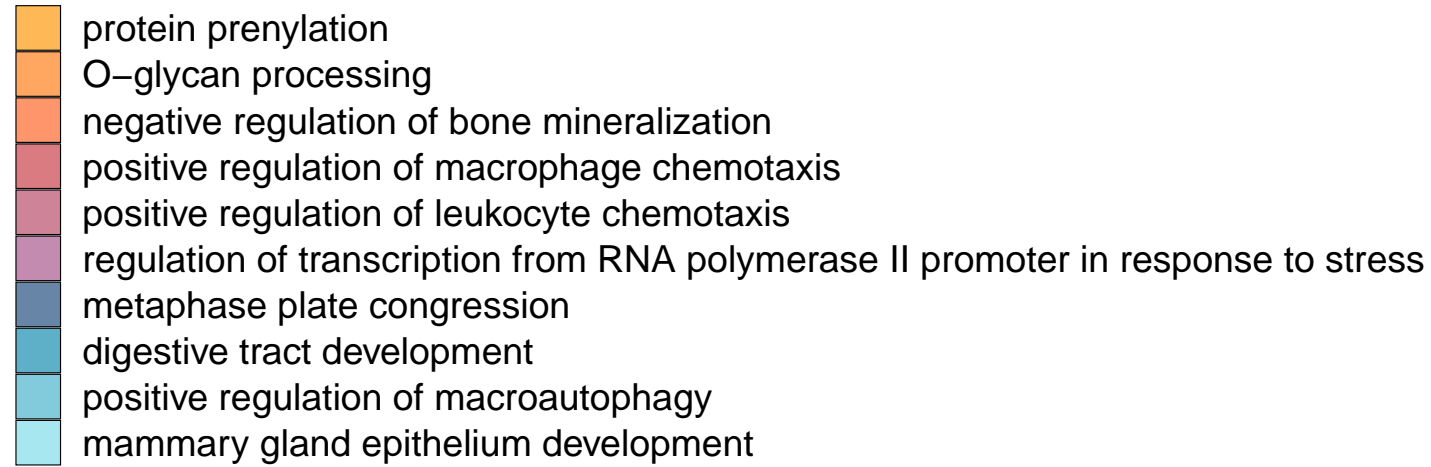 protein prenylation
O−glycan processing
negative regulation of bone mineralization
positive regulation of macrophage chemotaxis
positive regulation of leukocyte chemotaxis
regulation of transcription from RNA polymerase II promoter in response to stress
metaphase plate congression
digestive tract development
positive regulation of macroautophagy
mammary gland epithelium development